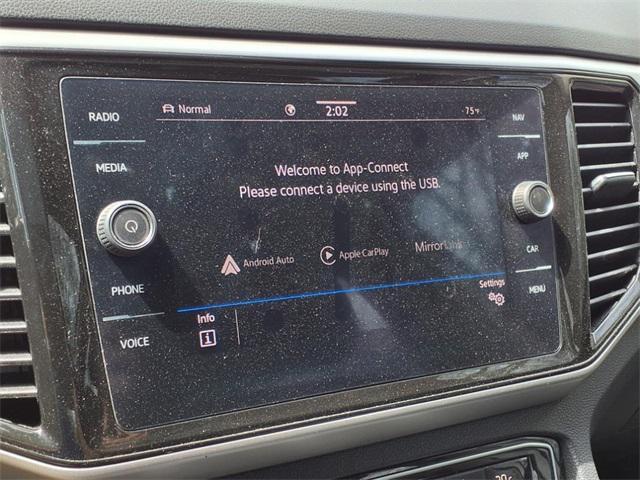 RADIO
MEDIA
PHONE
VOICE
Normal
2:02
75°F
Welcome to App-Connect
Please connect a device using the USB.
Android Auto
Apple CarPlay
MirrorLink
Info
i
Settings
NAV
APP
CAR
MENU